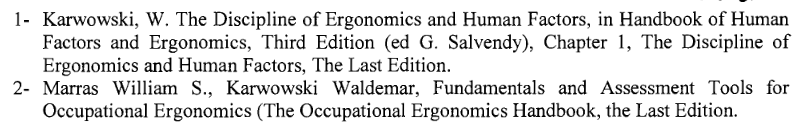 1- Karwowski, W. The Discipline of Ergonomics and Human Factors, in Handbook of Human
Factors and Ergonomics, Third Edition (ed G. Salvendy), Chapter 1, The Discipline of
Ergonomics and Human Factors, The Last Edition.
2- Marras William S., Karwowski Waldemar, Fundamentals and Assessment Tools for
Occupational Ergonomics (The Occupational Ergonomics Handbook, the Last Edition.